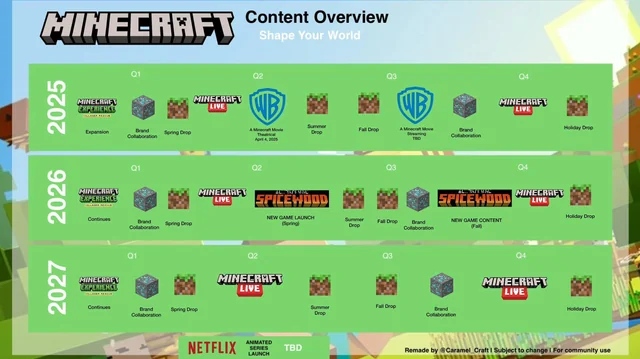 MINECRAFT
Content Overview
Shape Your World
2025
Q1
Q2
Q3
Q4
MINECRAFT
EXPERIENCE
Expansion
Brand
Collaboration
Spring Drop
MINECRAFT
LIVE
WB
A Minecraft Movie
Theatrical
April 4, 2025
Summer
Drop
Fall Drop
WB
A Minecraft Movie
Streaming
TBD
Brand
Collaboration
MINECRAFT
LIVE
Holiday Drop
2026
Q1
Q2
Q3
Q4
MINECRAFT
EXPERIENCE
Continues
Brand
Collaboration
Spring Drop
MINECRAFT
LIVE
SPICEWOOD
NEW GAME LAUNCH
(Spring)
Summer
Drop
Fall Drop
Brand
Collaboration
SPICEWOOD
NEW GAME CONTENT
(Fall)
MINECRAFT
LIVE
Holiday Drop
2027
Q1
Q2
Q3
Q4
MINECRAFT
EXPERIENCE
Continues
Brand
Collaboration
Spring Drop
MINECRAFT
LIVE
Summer
Drop
Fall Drop
Brand
Collaboration
MINECRAFT
LIVE
Holiday Drop
NETFLIX
ANIMATED
SERIES
LAUNCH
TBD
Remade by @Caramel_Craft I Subject to change I For community use